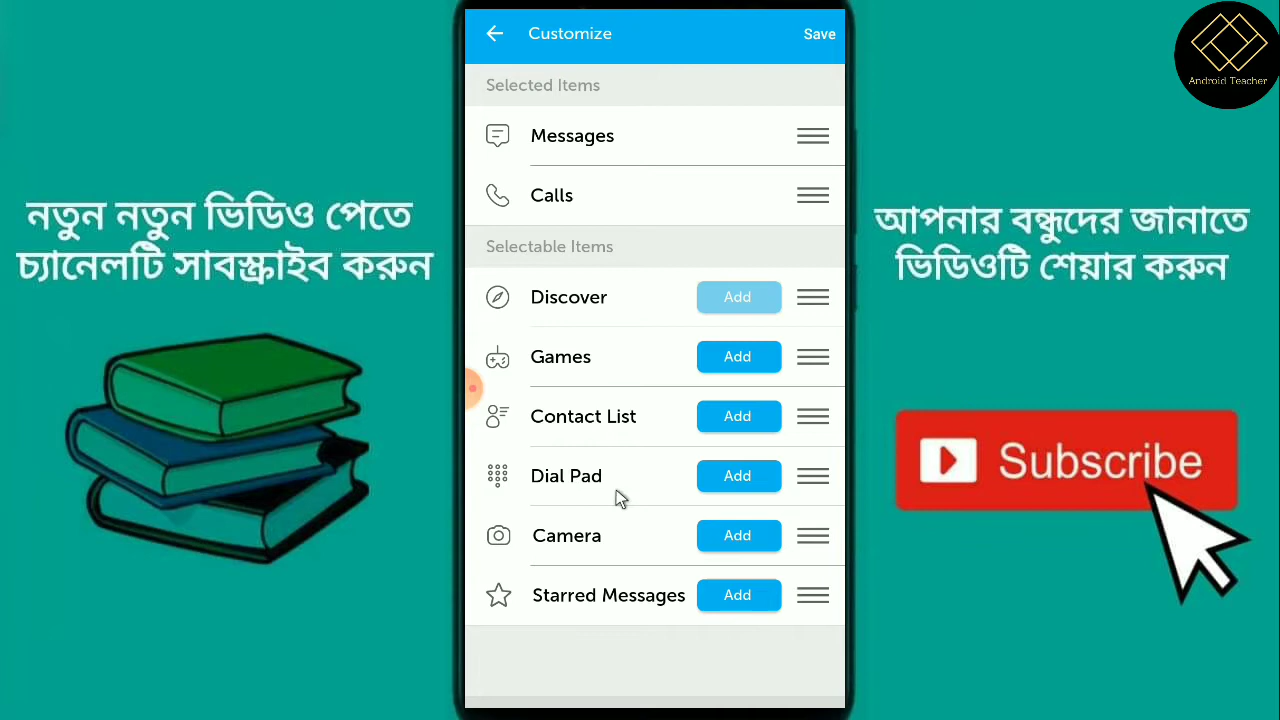 Customize
Save
Selected Items
Messages
Calls
Selectable Items
Discover
Add
Games
Add
Contact List
Add
Dial Pad
Add
Camera
Add
Starred Messages
Add
নতুন নতুন ভিডিও পেতে
চ্যানেলটি সাবস্ক্রাইব করুন
আপনার বন্ধুদের জানাতে
ভিডিওটি শেয়ার করুন
Subscribe
Android Teacher